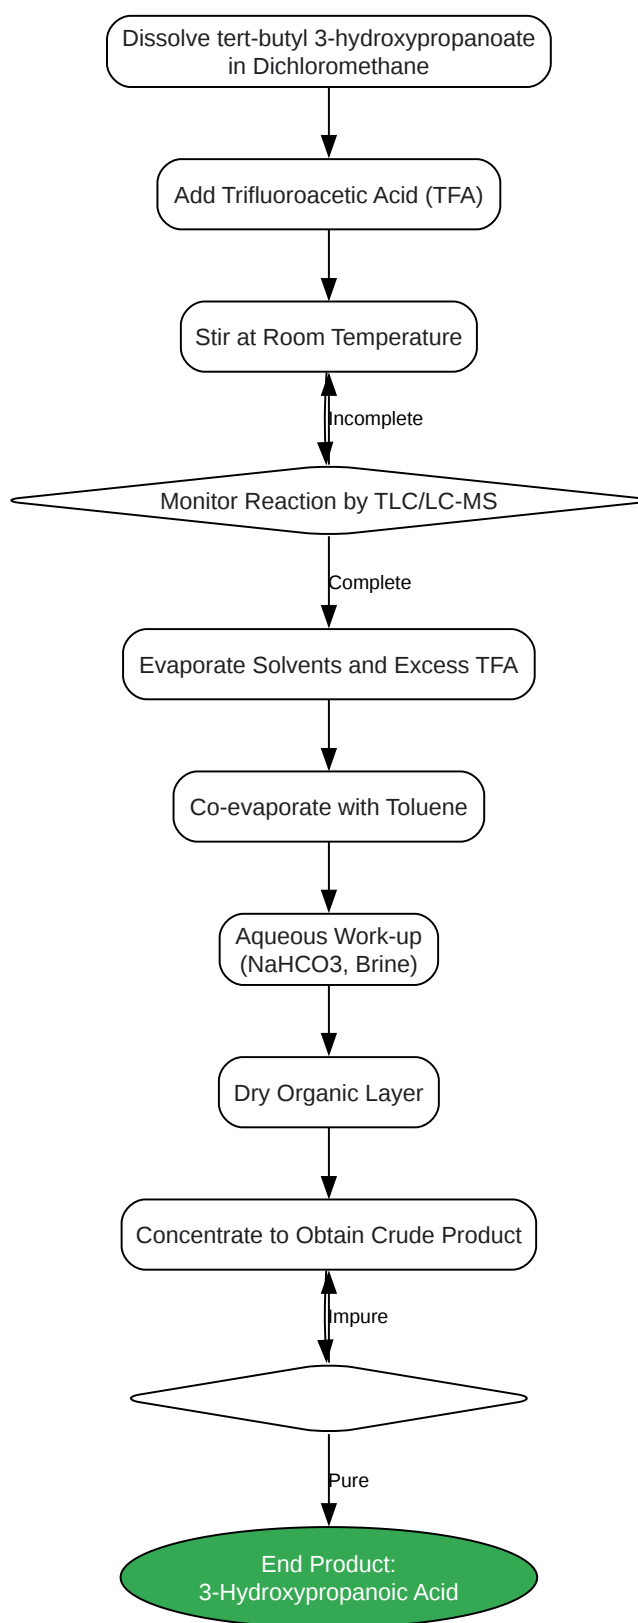 Dissolve tert-butyl 3-hydroxypropanoate
in Dichloromethane
Add Trifluoroacetic Acid (TFA)
Stir at Room Temperature
Incomplete
Monitor Reaction by TLC/LC-MS
Complete
Evaporate Solvents and Excess TFA
Co-evaporate with Toluene
Aqueous Work-up
(NaHCO3, Brine)
Dry Organic Layer
Concentrate to Obtain Crude Product
Impure
Pure
End Product:
3-Hydroxypropanoic Acid